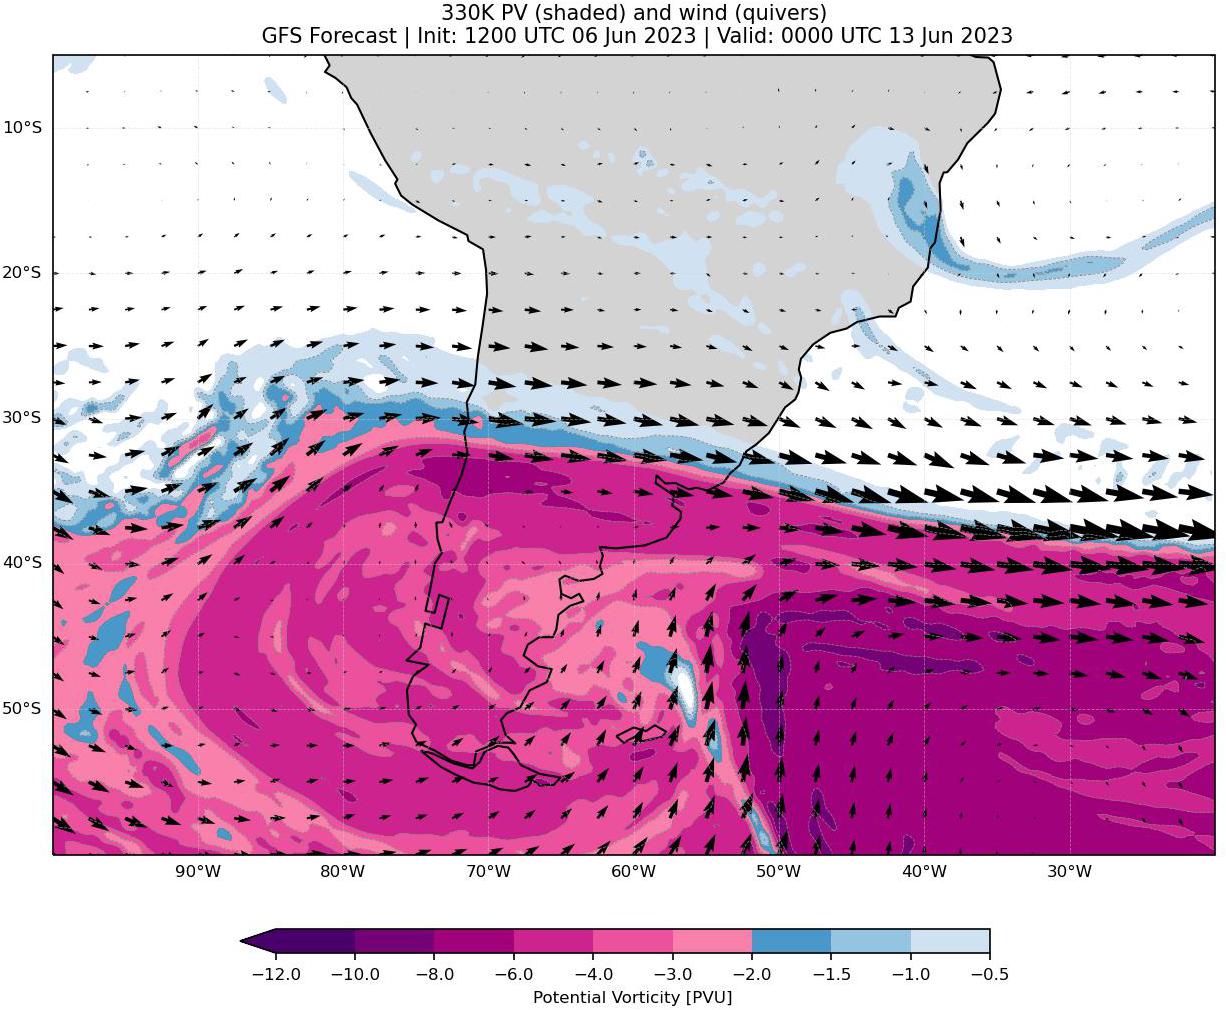 330K PV (shaded) and wind (quivers)
GFS Forecast | Init: 1200 UTC 06 Jun 2023 | Valid: 0000 UTC 13 Jun 2023
10°S
20°S
30°S
40°S
50°S
90°W 80°W 70°W 60°W 50°W 40°W 30°W
−12.0 −10.0 −8.0 −6.0 −4.0 −3.0 −2.0 −1.5 −1.0 −0.5
Potential Vorticity [PVU]